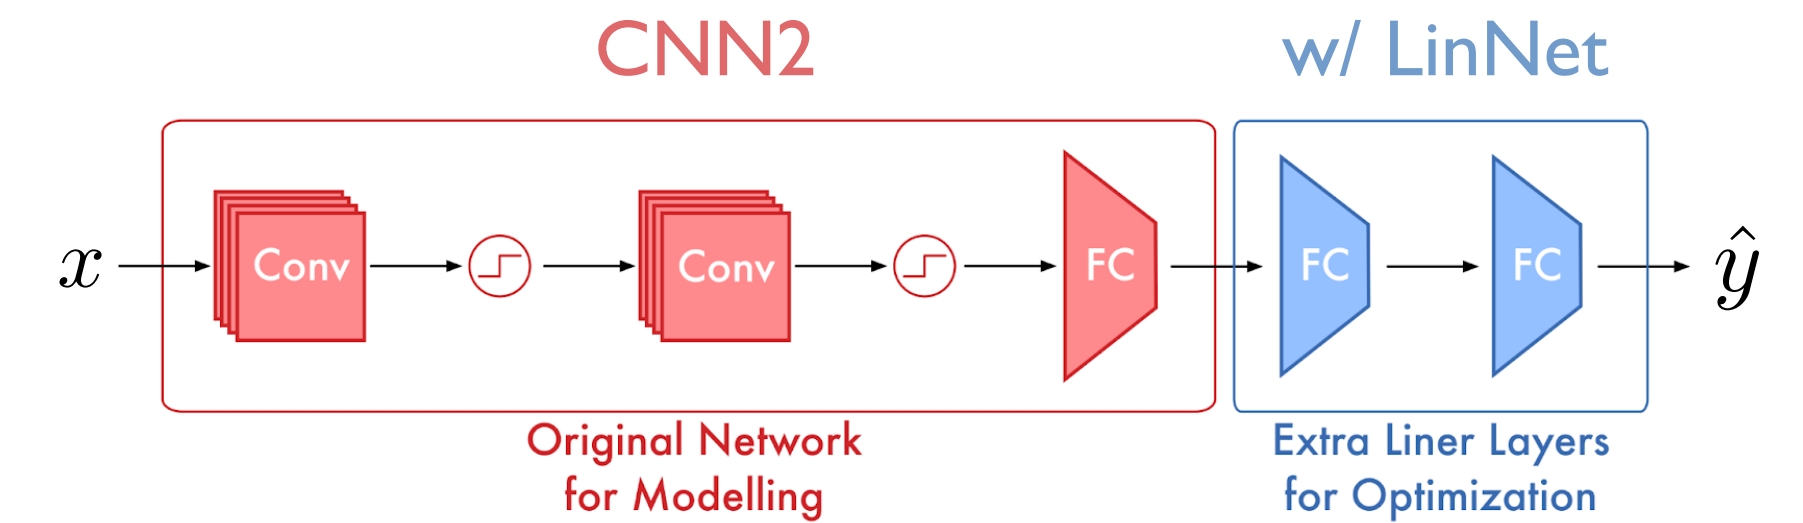 CNN2
w/ LinNet
x
Conv
Conv
FC
FC
FC
ŷ
Original Network
for Modelling
Extra Liner Layers
for Optimization